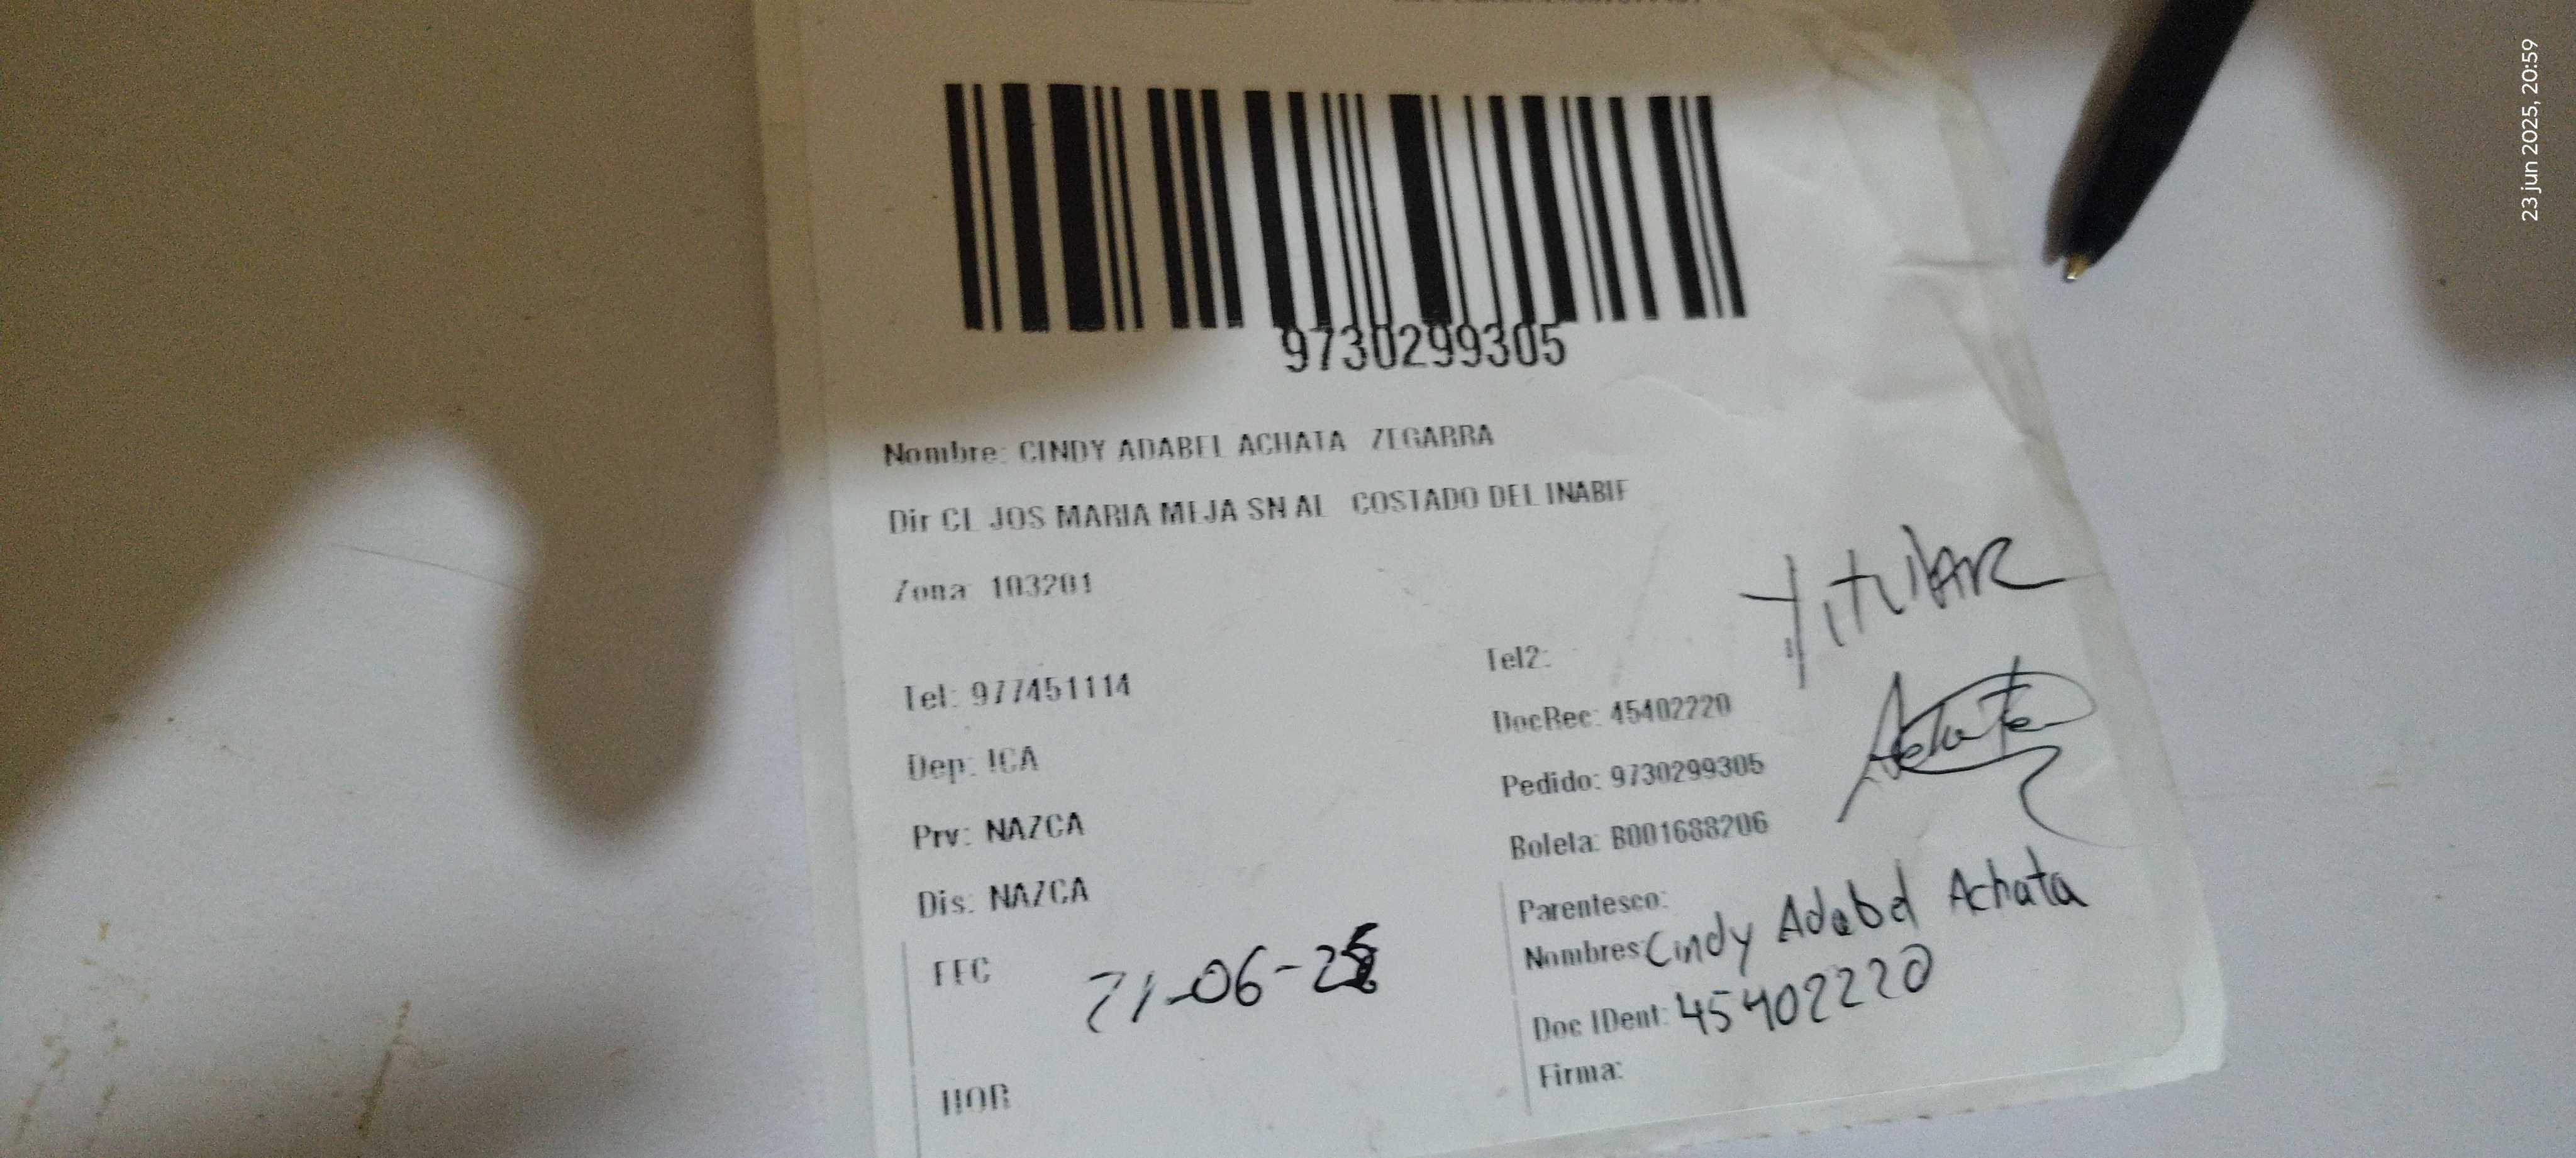 9730299305
Nombre: CINDY ADABEL ACHATA ZEGARRA
Dir CL JOS MARIA MEJA SN AL COSTADO DEL INABIF
Zona 103201
Titular
Tel: 977451114
Tel2:
DocRec: 45402220
Achata
Dep: ICA
Pedido: 9730299305
Prv: NAZCA
Boleta: B001688206
Dis: NAZCA
Parentesco:
Nombres: Cindy Adabel Achata
FEC 21-06-25
Doc IDent: 45402220
Firma:
HOR
23 jun 2025, 20:59